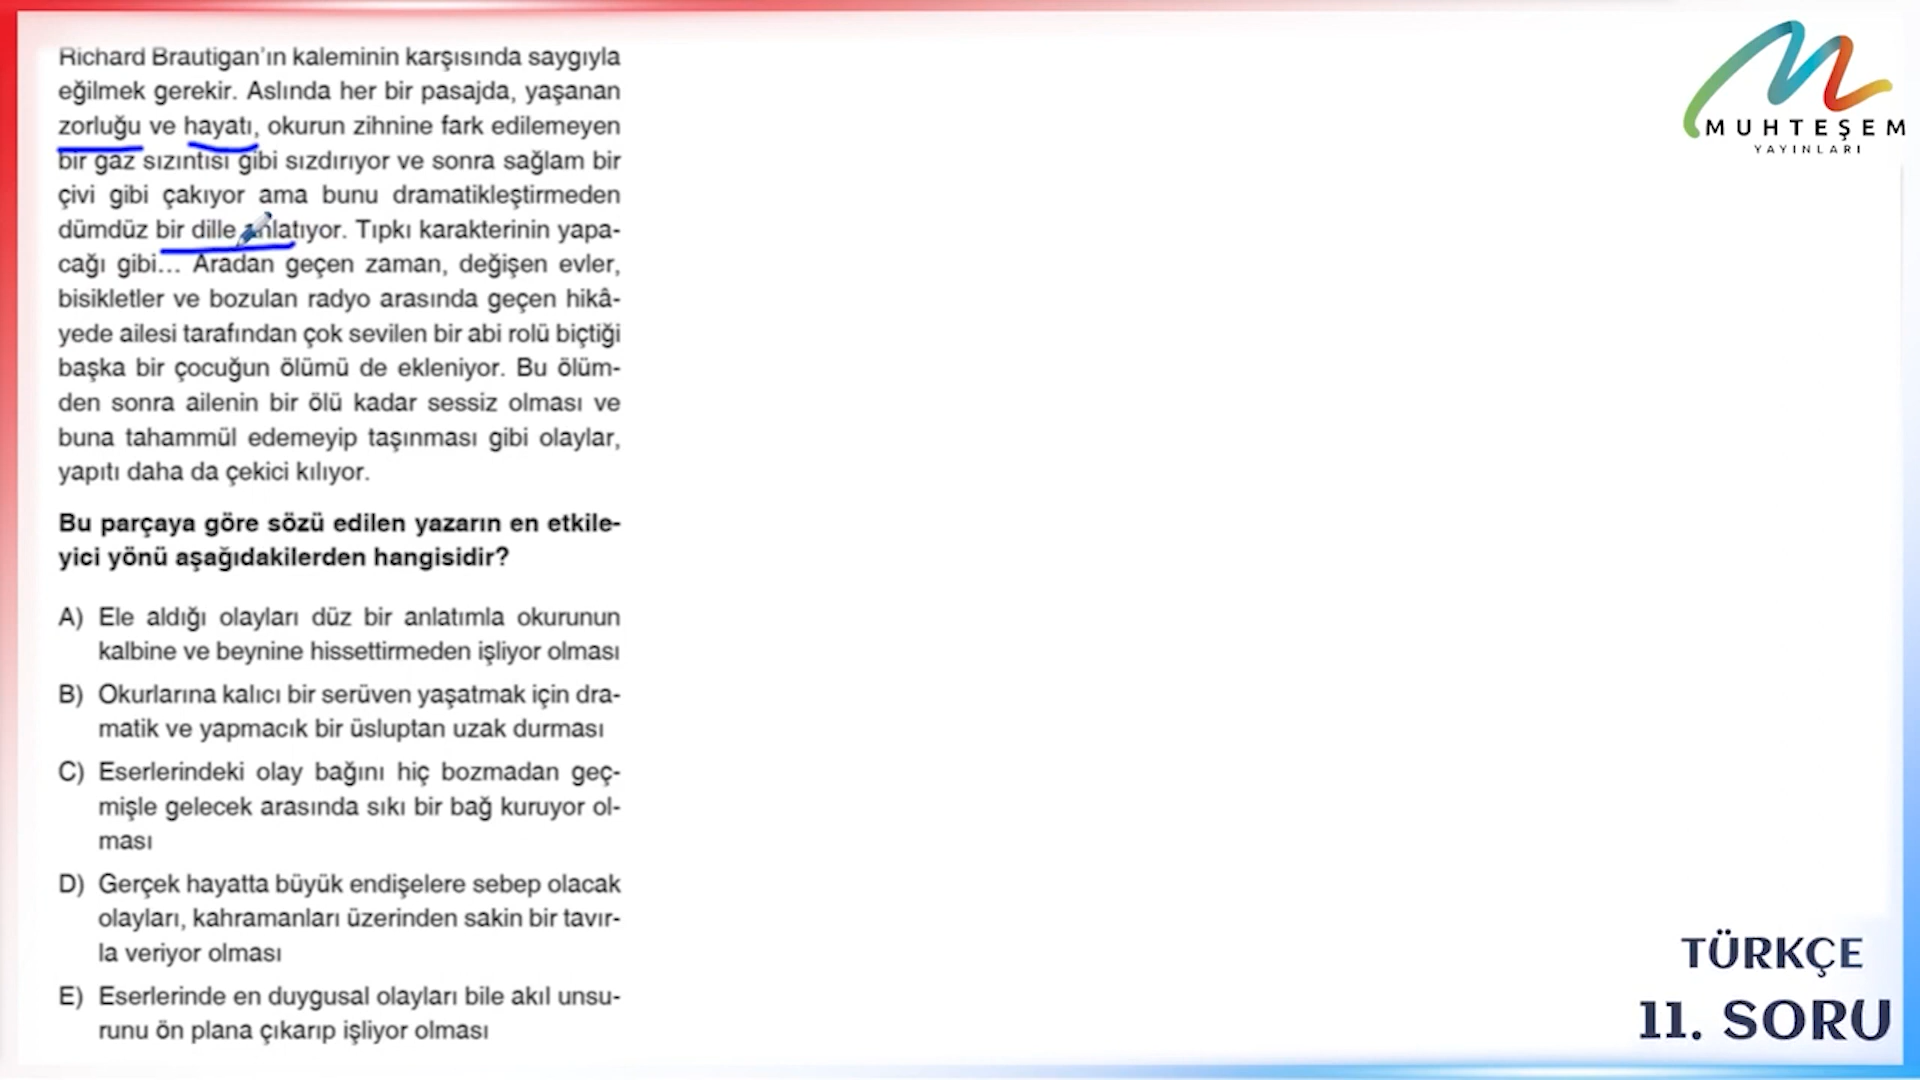 Richard Brautigan'ın kaleminin karşısında saygıyla
eğilmek gerekir. Aslında her bir pasajda, yaşanan
zorluğu ve hayatı, okurun zihnine fark edilemeyen
bir gaz sızıntısı gibi sızdırıyor ve sonra sağlam bir
çivi gibi çakıyor ama bunu dramatikleştirmeden
dümdüz bir dille anlatıyor. Tıpkı karakterinin yapa-
cağı gibi... Aradan geçen zaman, değişen evler,
bisikletler ve bozulan radyo arasında geçen hikâ-
yede ailesi tarafından çok sevilen bir abi rolü biçtiği
başka bir çocuğun ölümü de ekleniyor. Bu ölüm-
den sonra ailenin bir ölü kadar sessiz olması ve
buna tahammül edemeyip taşınması gibi olaylar,
yapıtı daha da çekici kılıyor.
Bu parçaya göre sözü edilen yazarın en etkile-
yici yönü aşağıdakilerden hangisidir?
A) Ele aldığı olayları düz bir anlatımla okurunun
kalbine ve beynine hissettirmeden işliyor olması
B) Okurlarına kalıcı bir serüven yaşatmak için dra-
matik ve yapmacık bir üsluptan uzak durması
C) Eserlerindeki olay bağını hiç bozmadan geç-
mişle gelecek arasında sıkı bir bağ kuruyor ol-
ması
D) Gerçek hayatta büyük endişelere sebep olacak
olayları, kahramanları üzerinden sakin bir tavır-
la veriyor olması
E) Eserlerinde en duygusal olayları bile akıl unsu-
runu ön plana çıkarıp işliyor olması
MUHTEŞEM
YAYINLARI
TÜRKÇE
11. SORU